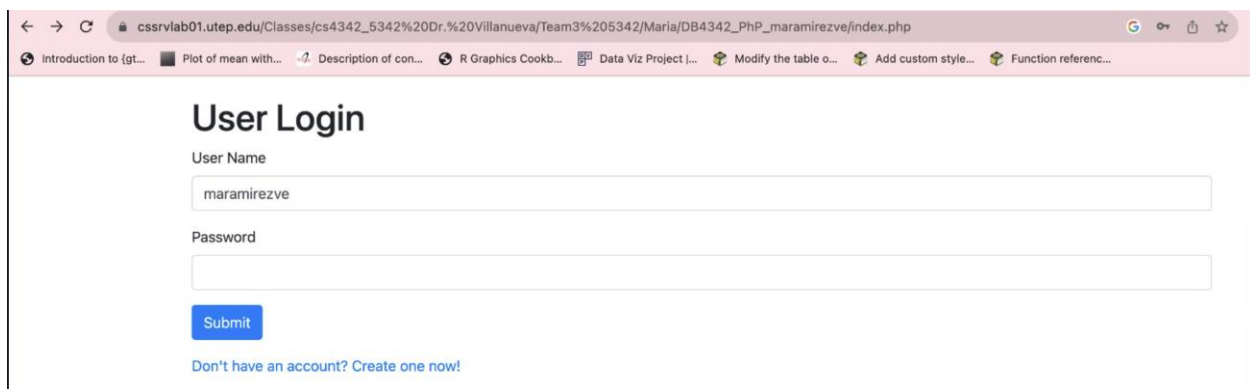 cssrvlab01.utep.edu/Classes/cs4342_5342%20Dr.%20Villanueva/Team3%205342/Maria/DB4342_PhP_maramirezve/index.php
Introduction to {gt... Plot of mean with... Description of con... R Graphics Cookb... Data Viz Project |... Modify the table o... Add custom style... Function referenc...
User Login
User Name
maramirezve
Password
Submit
Don't have an account? Create one now!